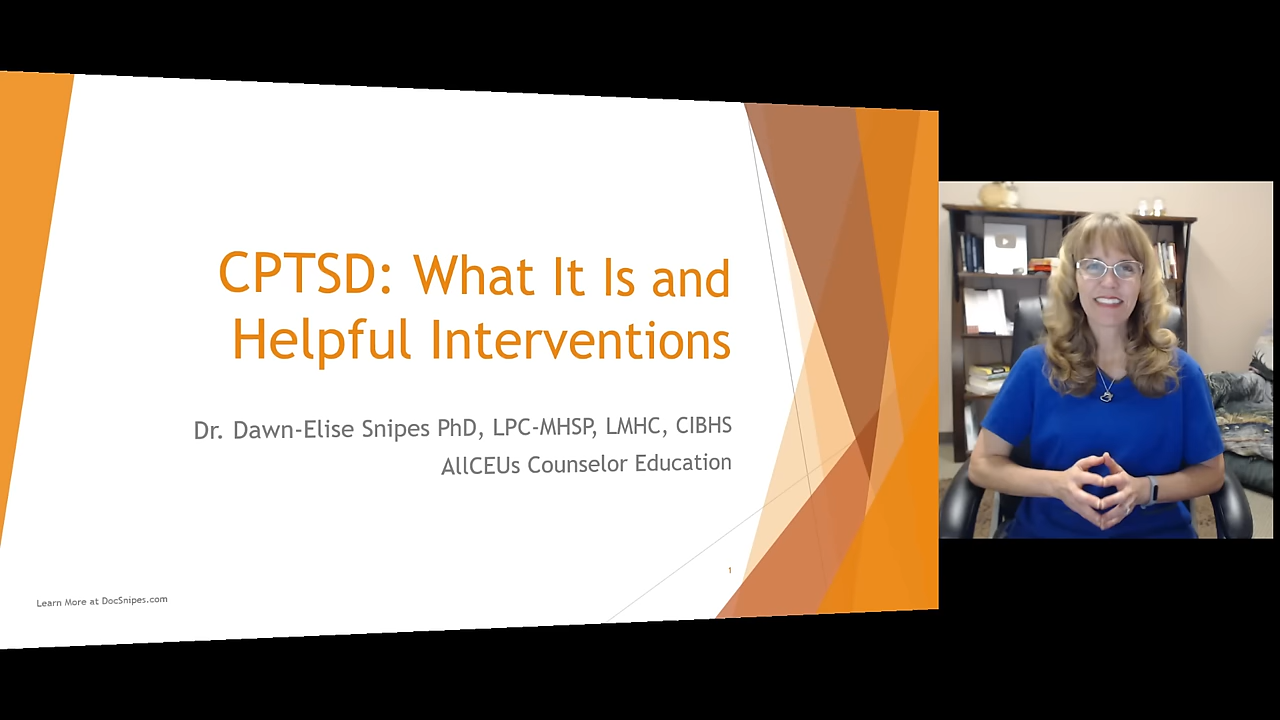 CPTSD: What It Is and
Helpful Interventions
Dr. Dawn-Elise Snipes PhD, LPC-MHSP, LMHC, CIBHS
AllCEUs Counselor Education
1
Learn More at DocSnipes.com